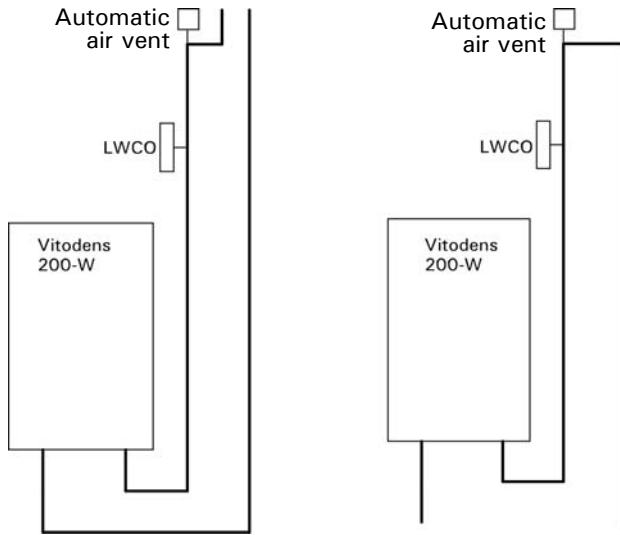 Automatic
air vent
LWCO
Vitodens
200-W
Automatic
air vent
LWCO
Vitodens
200-W